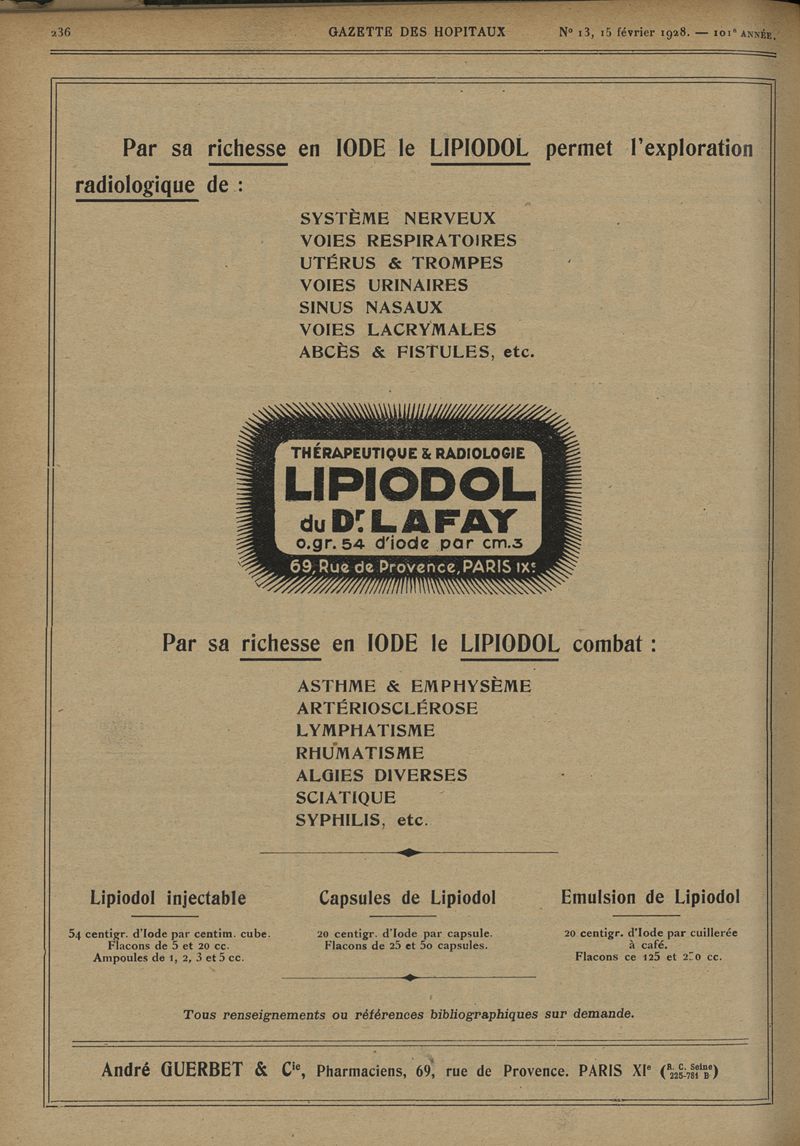 236 GAZETTE DES HOPITAUX N° 13, 15 février 1928. — 101e ANNÉE.
Par sa richesse en IODE le LIPIODOL permet l'exploration
radiologique de :
SYSTÈME NERVEUX
VOIES RESPIRATOIRES
UTÉRUS & TROMPES
VOIES URINAIRES
SINUS NASAUX
VOIES LACRYMALES
ABCÈS & FISTULES, etc.
THÉRAPEUTIQUE & RADIOLOGIE
LIPIODOL
du Dr. LAFAY
0.gr. 54 d'iode par cm.3
69, Rue de Provence, PARIS IXe.
Par sa richesse en IODE le LIPIODOL combat :
ASTHME & EMPHYSÈME
ARTÉRIOSCLÉROSE
LYMPHATISME
RHUMATISME
ALGIES DIVERSES
SCIATIQUE
SYPHILIS, etc.
Lipiodol injectable
54 centigr. d'Iode par centim. cube.
Flacons de 5 et 20 cc.
Ampoules de 1, 2, 3 et 5 cc.
Capsules de Lipiodol
20 centigr. d'Iode par capsule.
Flacons de 25 et 50 capsules.
Emulsion de Lipiodol
20 centigr. d'Iode par cuillerée
à café.
Flacons ce 125 et cc.
Tous renseignements ou références bibliographiques sur demande.
André GUERBET & Cie, Pharmaciens, 69, rue de Provence. PARIS XIe (R. C. Seine 225-781 B)